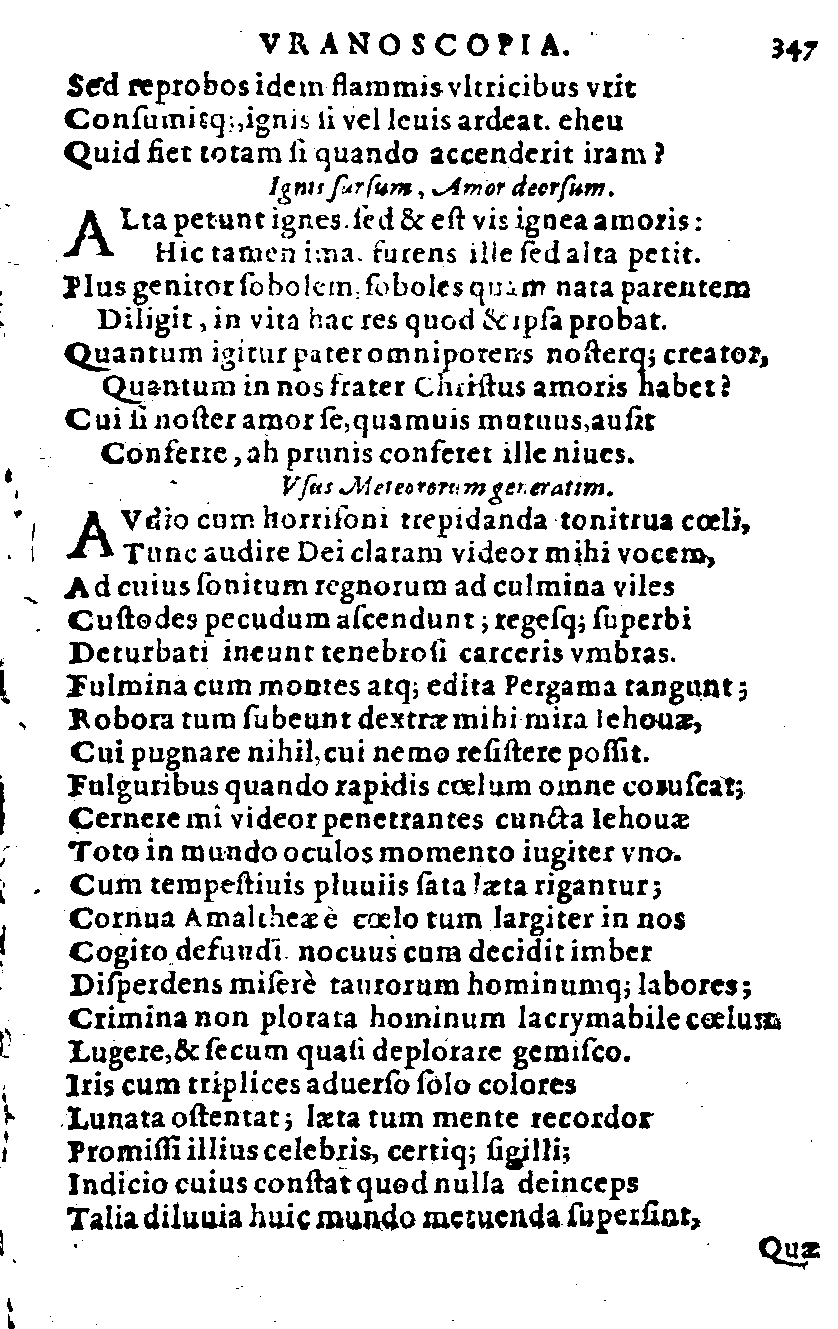 VRANOSCOPIA. 347
Sed reprobos idem flammis vltricibus vrit
Conſumitq;, ignis ſi vel leuis ardeat. eheu
Quid fiet totam ſi quando accenderit iram?
Ignis ſurſum, Amor deorſum.
ALta petunt ignes. ſed & eſt vis ignea amoris:
Hic tamen ima. furens ille ſed alta petit.
Plus genitor ſobolem, ſoboles quam nata parentem
Diligit, in vita hac res quod & ipſa probat.
Quantum igitur pater omnipotens noſterq; creator,
Quantum in nos frater Chriſtus amoris habet?
Cui ſi noſter amor ſe, quamuis mutuus, auſit
Conferre, ah prunis conferet ille niues.
Vſus Meteororum generatim.
AVdio cum horriſoni trepidanda tonitrua cœli,
Tunc audire Dei claram videor mihi vocem,
Ad cuius ſonitum regnorum ad culmina viles
Cuſtodes pecudum aſcendunt; regeſq; ſuperbi
Deturbati ineunt tenebroſi carceris vmbras.
Fulmina cum montes atq; edita Pergama tangunt;
Robora tum ſubeunt dextræ mihi mira Iehouæ,
Cui pugnare nihil, cui nemo reſiſtere poſſit.
Fulguribus quando rapidis cœlum omne coruſcat;
Cernere mi videor penetrantes cuncta Iehouæ
Toto in mundo oculos momento iugiter vno.
Cum tempeſtiuis pluuiis ſata læta rigantur;
Cornua Amaltheæ è cœlo tum largiter in nos
Cogito defundi. nocuus cum decidit imber
Diſperdens miſerè taurorum hominumq; labores;
Crimina non plorata hominum lacrymabile cœlum
Lugere, & ſecum quaſi deplorare gemiſco.
Iris cum triplices aduerſo ſolo colores
Lunata oſtentat; læta tum mente recordor
Promiſſi illius celebris, certiq; ſigilli;
Indicio cuius conſtat quod nulla deinceps
Talia diluuia huic mundo metuenda ſuperſint,
Quæ